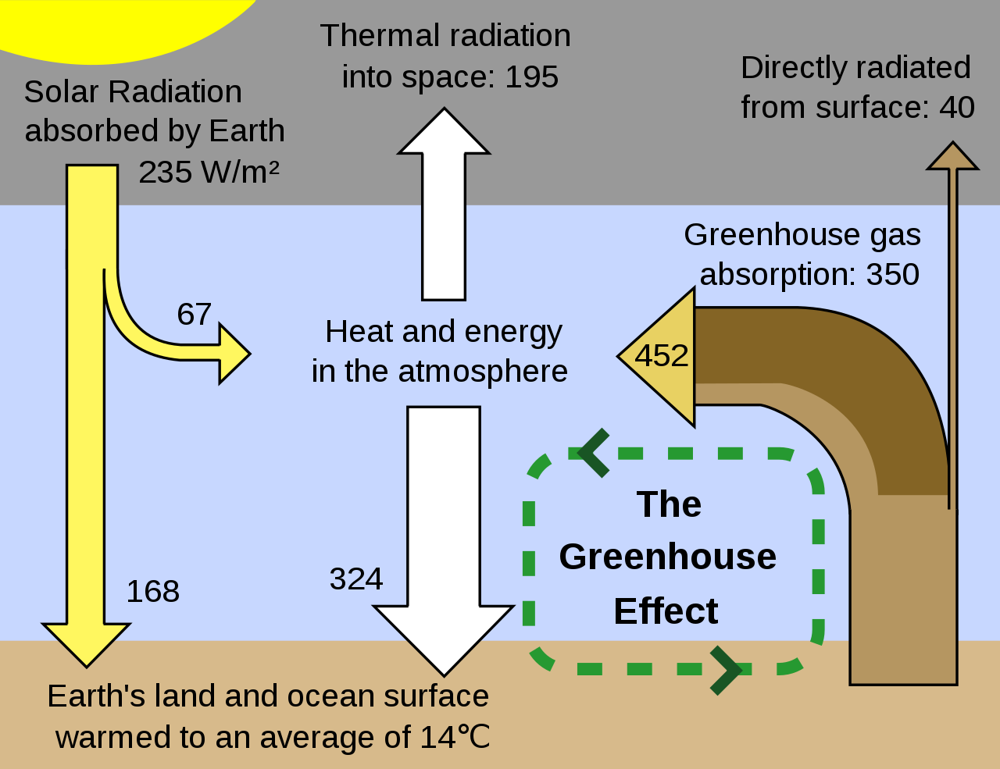 Solar Radiation
absorbed by Earth
235 W/m²
Thermal radiation
into space: 195
Directly radiated
from surface: 40
Greenhouse gas
absorption: 350
67
Heat and energy
in the atmosphere
452
The
Greenhouse
Effect
168
324
Earth's land and ocean surface
warmed to an average of 14℃